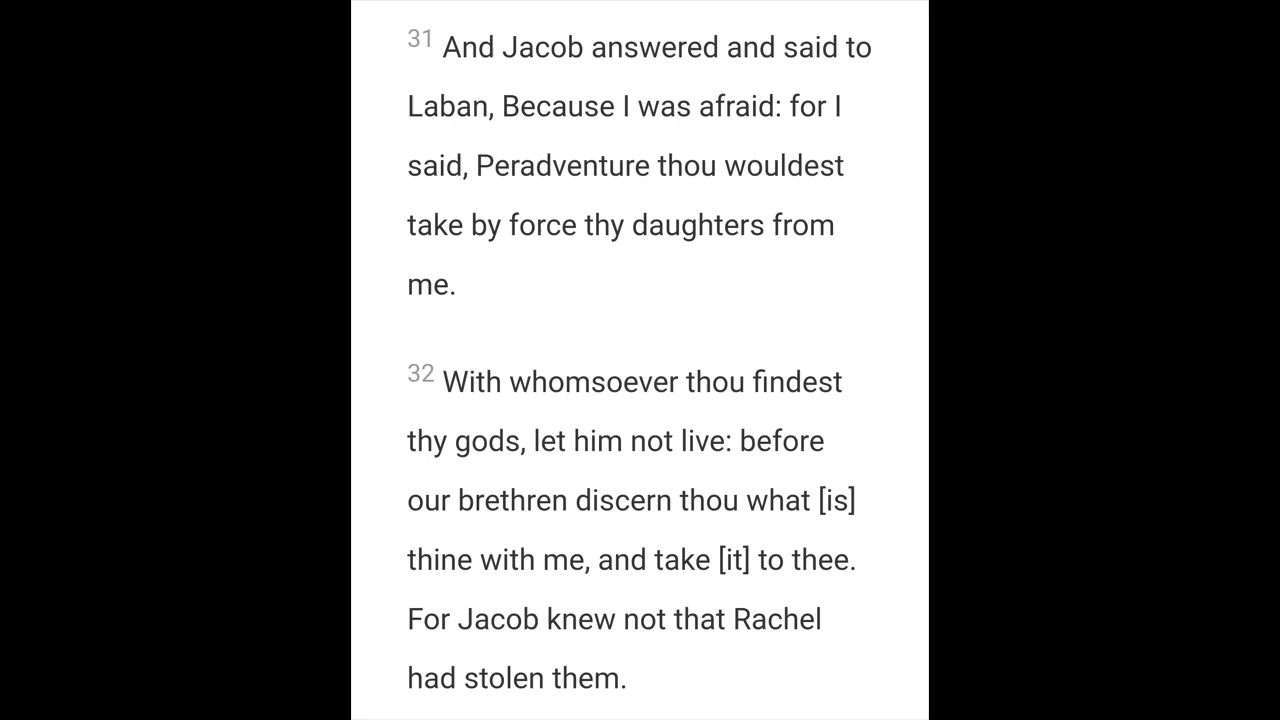 31 And Jacob answered and said to
Laban, Because I was afraid: for I
said, Peradventure thou wouldest
take by force thy daughters from
me.
32 With whomsoever thou findest
thy gods, let him not live: before
our brethren discern thou what [is]
thine with me, and take [it] to thee.
For Jacob knew not that Rachel
had stolen them.